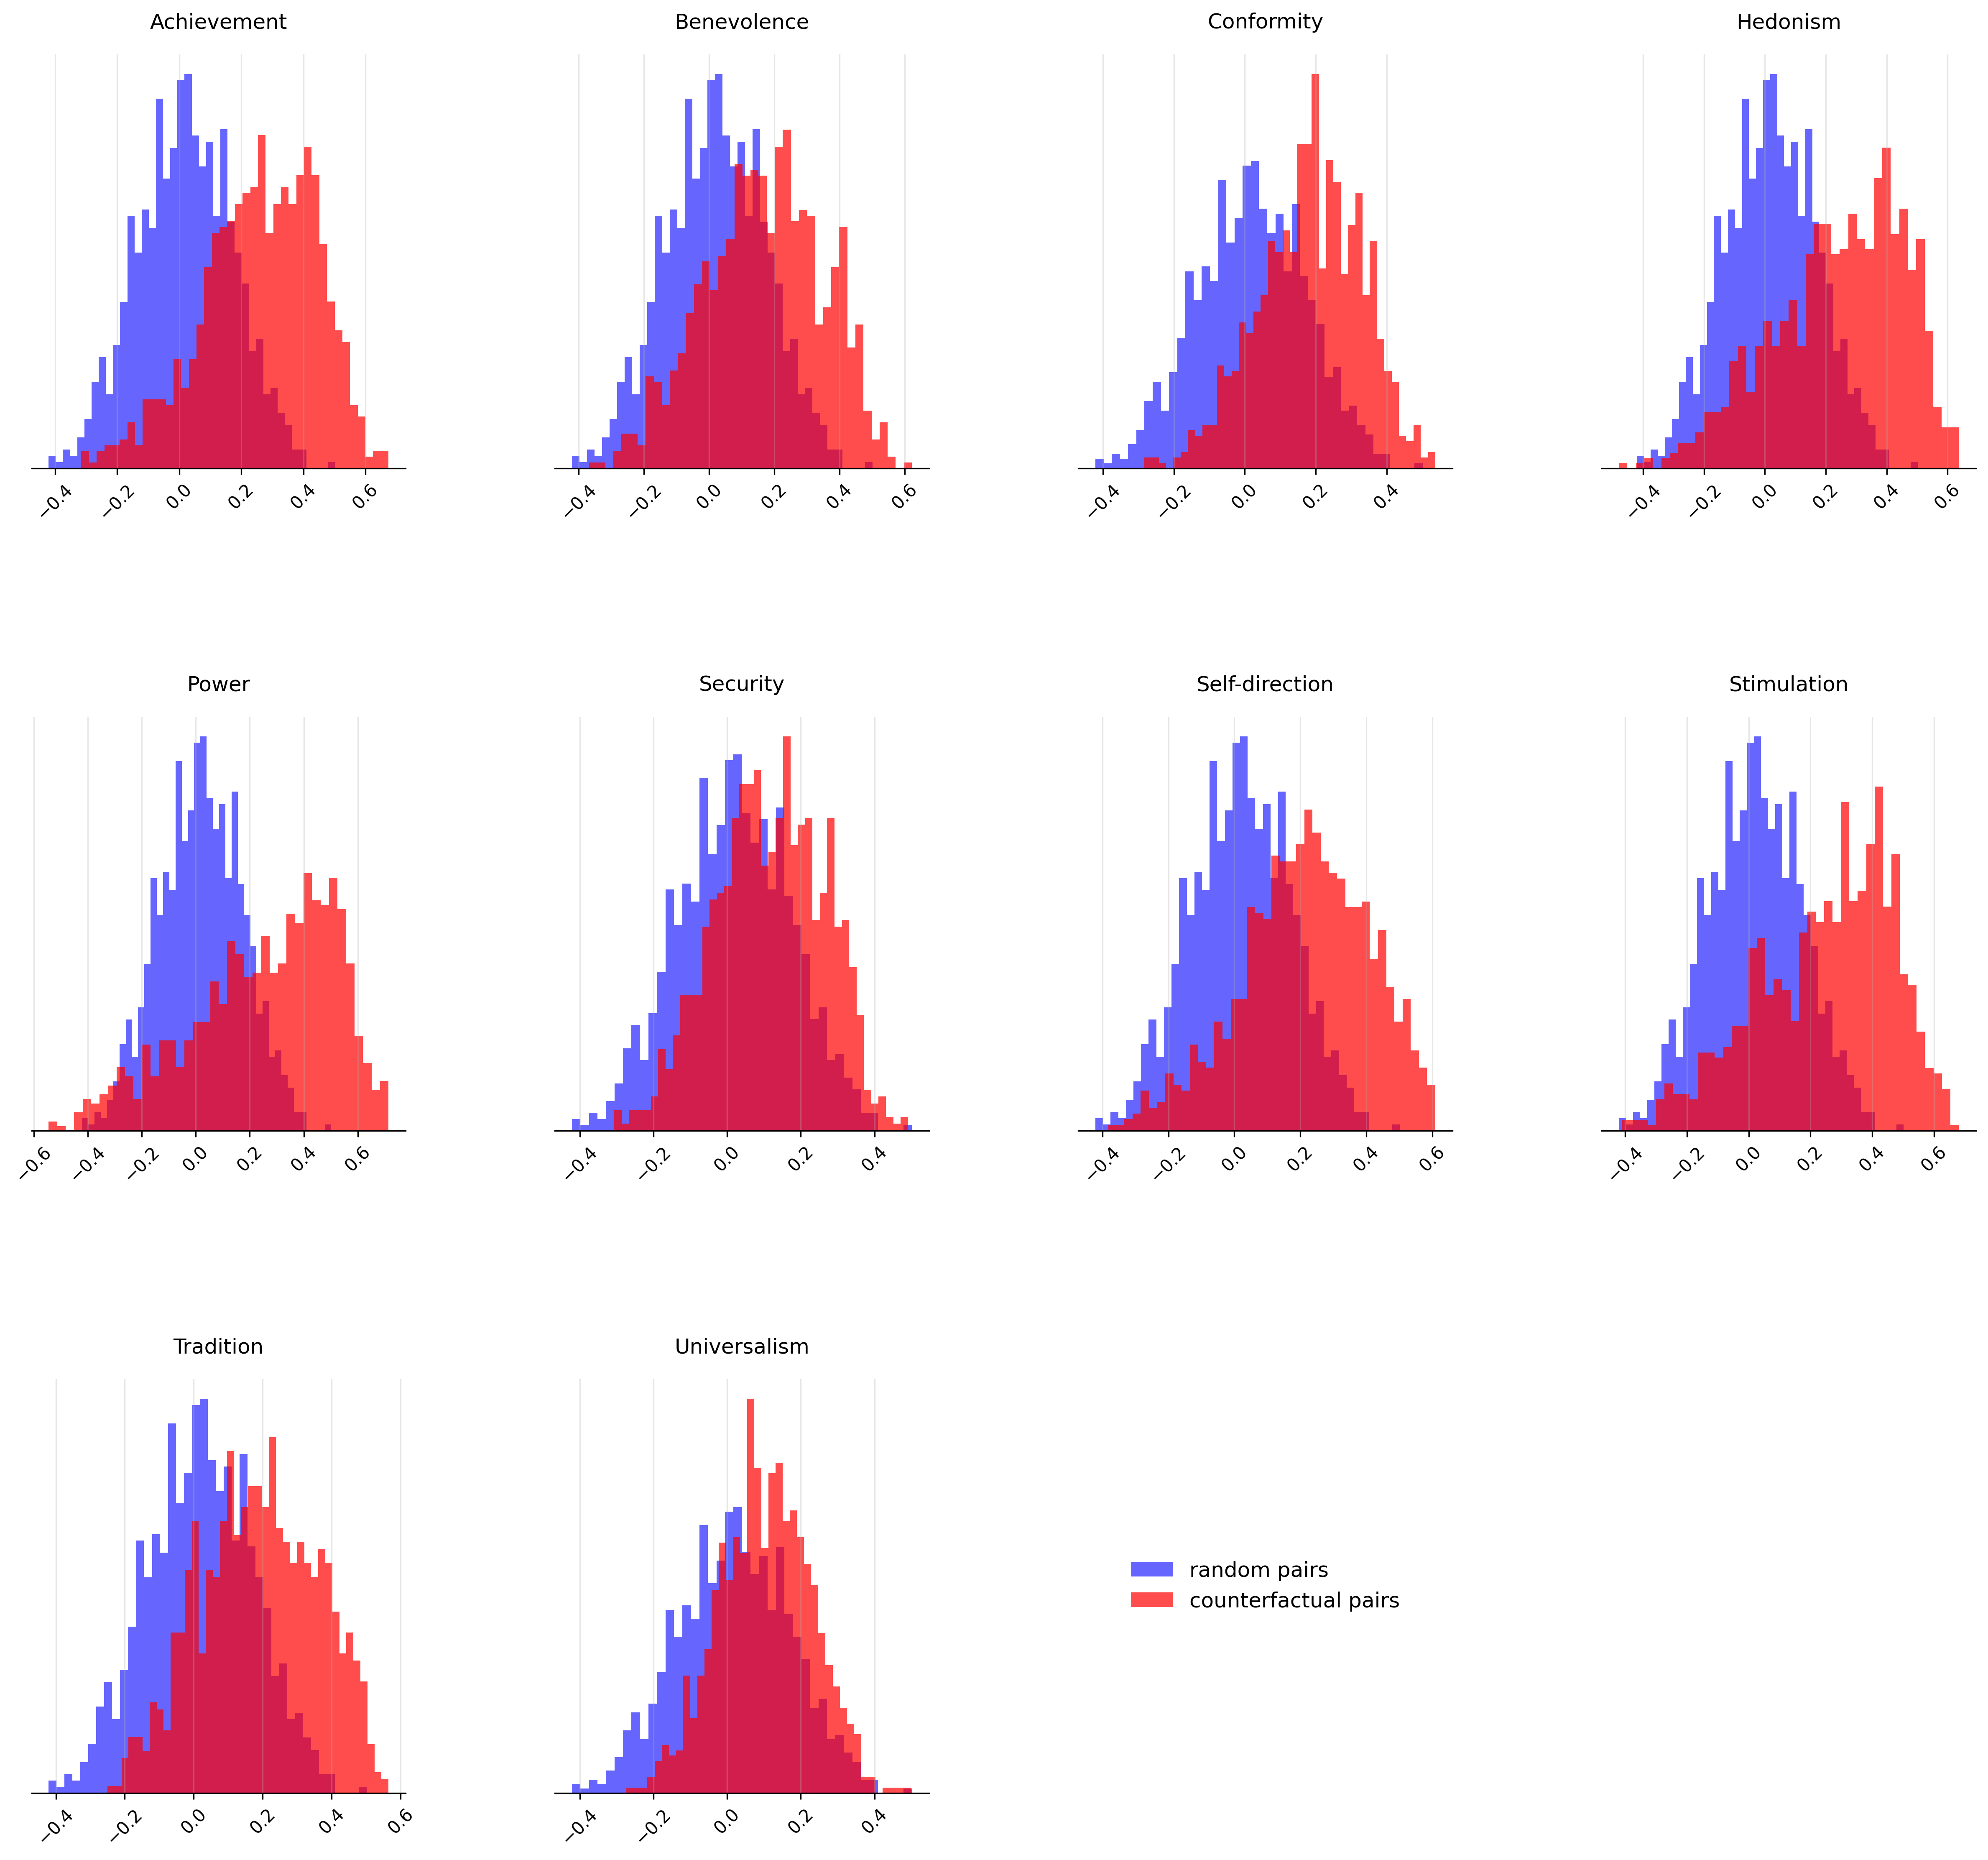 Achievement
Benevolence
Conformity
Hedonism
−0.4 −0.2 0.0 0.2 0.4 0.6
−0.4 −0.2 0.0 0.2 0.4 0.6
−0.4 −0.2 0.0 0.2 0.4
−0.4 −0.2 0.0 0.2 0.4 0.6
Power
Security
Self-direction
Stimulation
−0.6 −0.4 −0.2 0.0 0.2 0.4 0.6
−0.4 −0.2 0.0 0.2 0.4
−0.4 −0.2 0.0 0.2 0.4 0.6
−0.4 −0.2 0.0 0.2 0.4 0.6
Tradition
Universalism
−0.4 −0.2 0.0 0.2 0.4 0.6
−0.4 −0.2 0.0 0.2 0.4
random pairs
counterfactual pairs